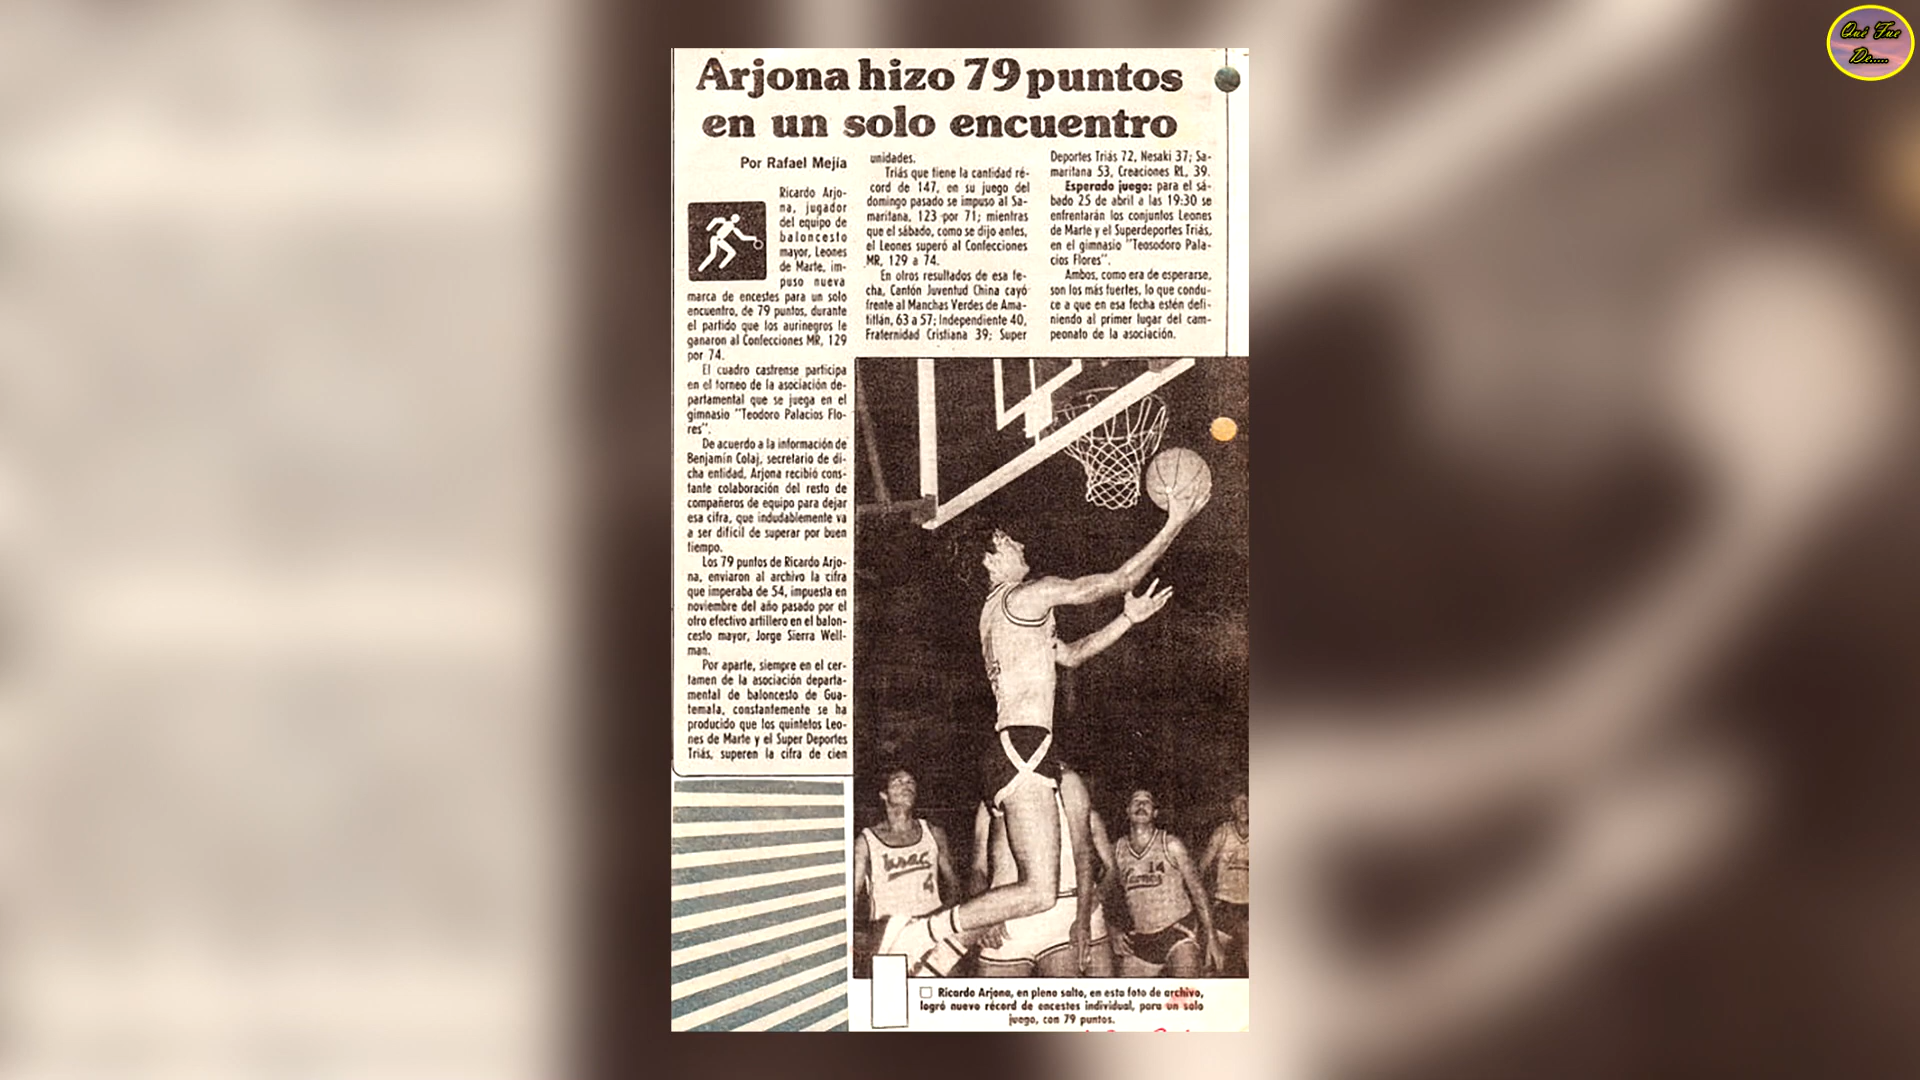 Qué Fue
De.....
Arjona hizo 79 puntos
en un solo encuentro
Por Rafael Mejía
Ricardo Arjo-
na, jugador
del equipo de
baloncesto
mayor, Leones
de Marte, im-
puso nueva
marca de encestes para un solo
encuentro, de 79 puntos, durante
el partido que los aurinegros le
ganaron al Confecciones MR, 129
por 74.
El cuadro castrense participa
en el torneo de la asociación de-
partamental que se juega en el
gimnasio "Teodoro Palacios Flo-
res".
De acuerdo a la información de
Benjamín Colaj, secretario de di-
cha entidad, Arjona recibió cons-
tante colaboración del resto de
compañeros de equipo para dejar
esa cifra, que indudablemente va
a ser difícil de superar por buen
tiempo.
Los 79 puntos de Ricardo Arjo-
na, enviaron al archivo la cifra
que imperaba de 54, impuesta en
noviembre del año pasado por el
otro efectivo artillero en el balon-
cesto mayor, Jorge Sierra Well-
man.
Por aparte, siempre en el cer-
tamen de la asociación departa-
mental de baloncesto de Gua-
temala, constantemente se ha
producido que los quintetos Leo-
nes de Marte y el Super Deportes
Triás, superen la cifra de cien
unidades.
Triás que tiene la cantidad ré-
cord de 147, en su juego del
domingo pasado se impuso al Sa-
maritana, 123 por 71; mientras
que el sábado, como se dijo antes,
el Leones superó al Confecciones
MR, 129 a 74.
En otros resultados de esa fe-
cha, Cantón Juventud China cayó
frente al Manchas Verdes de Ama-
titlán, 63 a 57; Independiente 40,
Fraternidad Cristiana 39; Super
Deportes Triás 72, Nesaki 37; Sa-
maritana 53, Creaciones RL, 39.
Esperado juego: para el sá-
bado 25 de abril a las 19:30 se
enfrentarán los conjuntos Leones
de Marte y el Superdeportes Triás,
en el gimnasio "Teosodoro Pala-
cios Flores".
Ambos, como era de esperarse,
son los más fuertes, lo que condu-
ce a que en esa fecha estén defi-
niendo al primer lugar del cam-
peonato de la asociación.
Usac
4
14
Ricardo Arjona, en pleno salto, en esta foto de archivo,
logró nuevo récord de encestes individual, para un solo
juego, con 79 puntos.